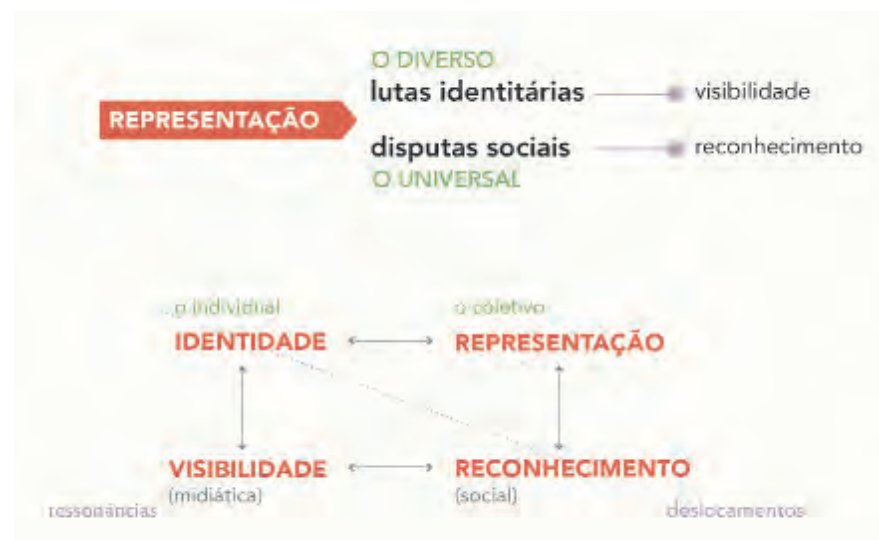 O DIVERSO
lutas identitárias
visibilidade
REPRESENTAÇÃO
disputas sociais
reconhecimento
O UNIVERSAL
o individual
o coletivo
IDENTIDADE
REPRESENTAÇÃO
VISIBILIDADE
RECONHECIMENTO
(midiática)
(social)
ressonâncias
deslocamentos